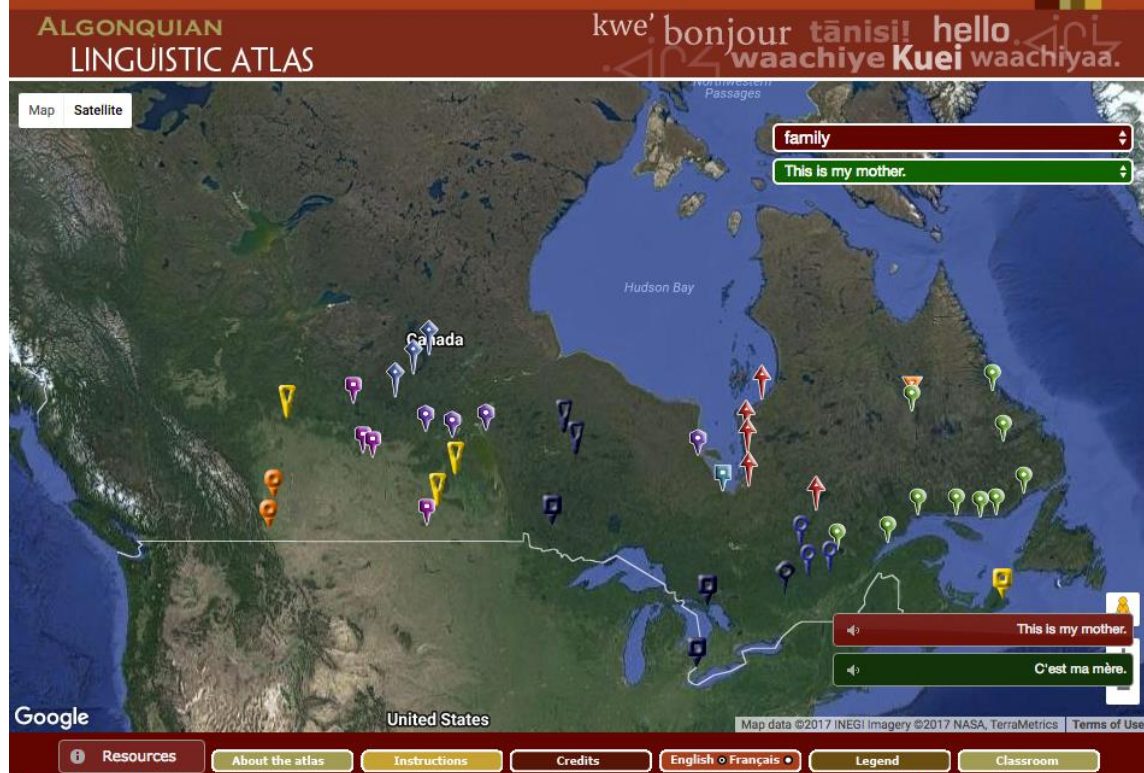 ALGONQUIAN
LINGUISTIC ATLAS
kwe' bonjour tānisi! hello
waachiye Kuei waachiyaa.
Northwestern
Passages
Map Satellite
family
This is my mother.
Hudson Bay
Canada
This is my mother.
C'est ma mère.
Google
United States
Map data ©2017 INEGI Imagery ©2017 NASA, TerraMetrics
Terms of Use
Resources
About the atlas
Instructions
Credits
English Français
Legend
Classroom